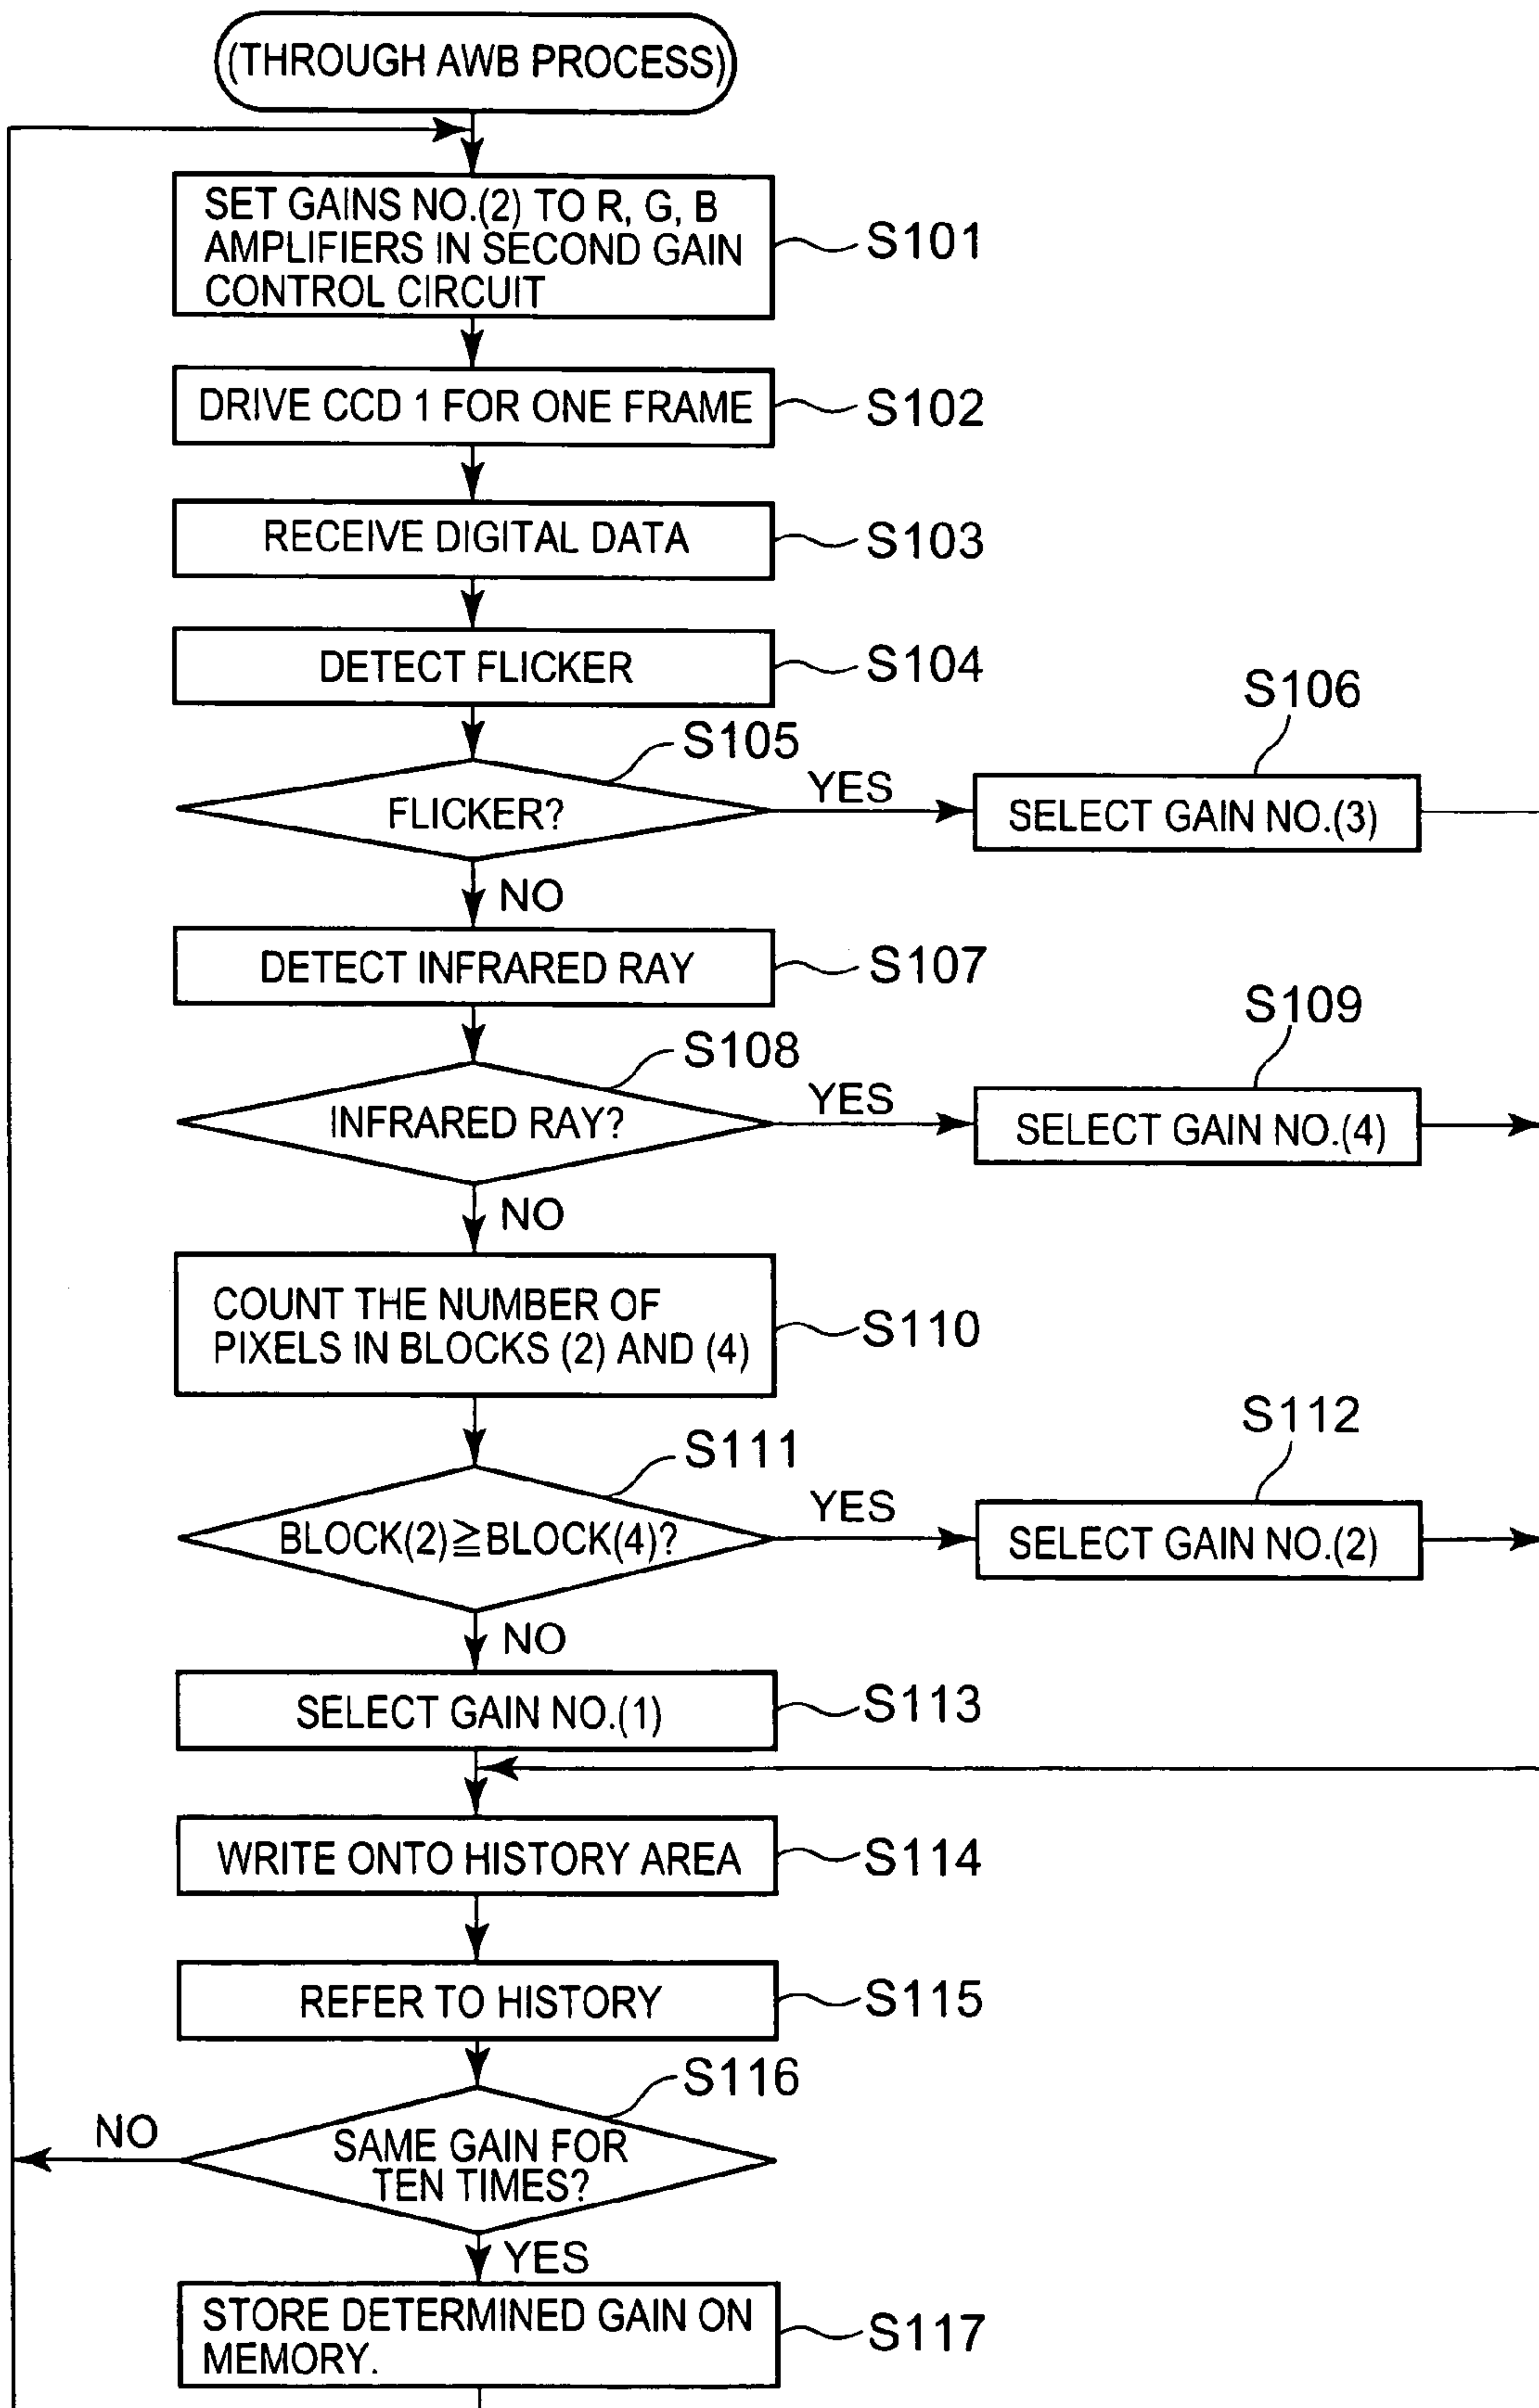 (THROUGH AWB PROCESS)
SET GAINS NO.(2) TO R, G, B
AMPLIFIERS IN SECOND GAIN
CONTROL CIRCUIT
S101
DRIVE CCD 1 FOR ONE FRAME
S102
RECEIVE DIGITAL DATA
S103
DETECT FLICKER
S104
S105
FLICKER?
YES
S106
SELECT GAIN NO.(3)
NO
DETECT INFRARED RAY
S107
S108
INFRARED RAY?
YES
S109
SELECT GAIN NO.(4)
NO
COUNT THE NUMBER OF
PIXELS IN BLOCKS (2) AND (4)
S110
S111
BLOCK(2)≧BLOCK(4)?
YES
S112
SELECT GAIN NO.(2)
NO
SELECT GAIN NO.(1)
S113
WRITE ONTO HISTORY AREA
S114
REFER TO HISTORY
S115
S116
SAME GAIN FOR
TEN TIMES?
NO
YES
STORE DETERMINED GAIN ON
MEMORY.
S117